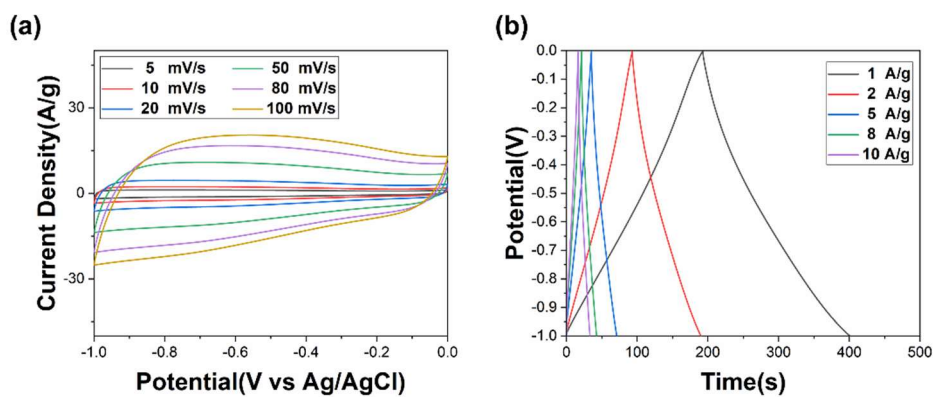 (a)
Current Density(A/g)
30
0
-30
5 mV/s
10 mV/s
20 mV/s
50 mV/s
80 mV/s
100 mV/s
-1.0 -0.8 -0.6 -0.4 -0.2 0.0
Potential(V vs Ag/AgCl)
(b)
Potential(V)
0.0
-0.1
-0.2
-0.3
-0.4
-0.5
-0.6
-0.7
-0.8
-0.9
-1.0
1 A/g
2 A/g
5 A/g
8 A/g
10 A/g
0 100 200 300 400 500
Time(s)